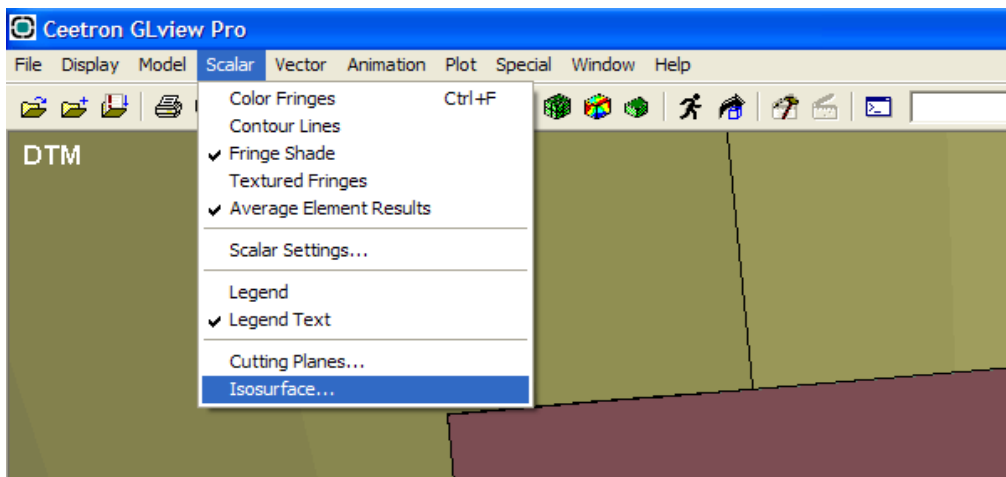 Ceetron GLview Pro
File Display Model Scalar Vector Animation Plot Special Window Help
Color Fringes Ctrl+F
Contour Lines
Fringe Shade
Textured Fringes
Average Element Results
Scalar Settings...
Legend
Legend Text
Cutting Planes...
Isosurface...
DTM